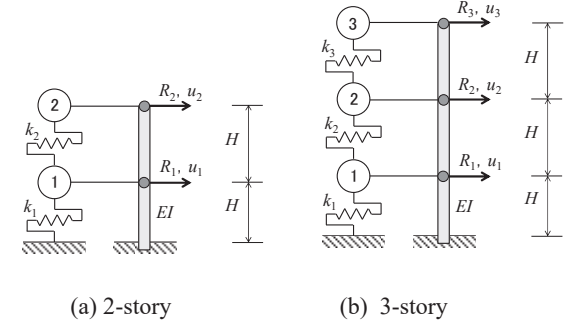 3
R₃, u₃
k₃
H
2
R₂, u₂
2
R₂, u₂
k₂
k₂
H
H
1
R₁, u₁
1
R₁, u₁
k₁
EI
H
k₁
EI
H
(a) 2-story
(b) 3-story